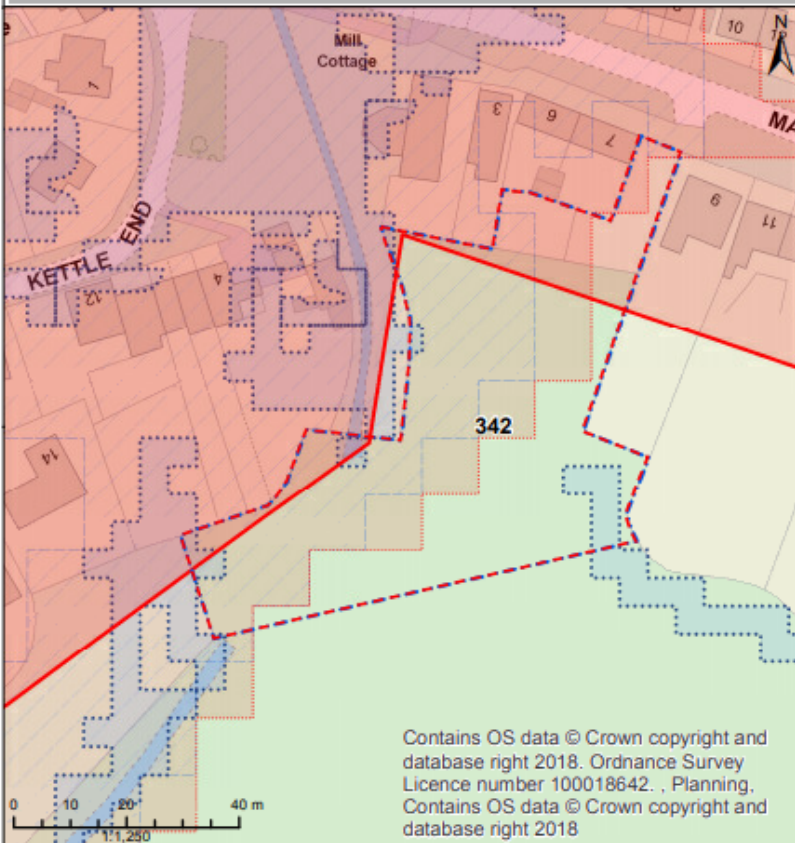 N
Mill
Cottage
10
1
3
6
7
MA
9
11
KETTLE END
12
4
342
14
Contains OS data © Crown copyright and
database right 2018. Ordnance Survey
Licence number 100018642. , Planning,
Contains OS data © Crown copyright and
database right 2018
0 10 20 40 m
1:1,250